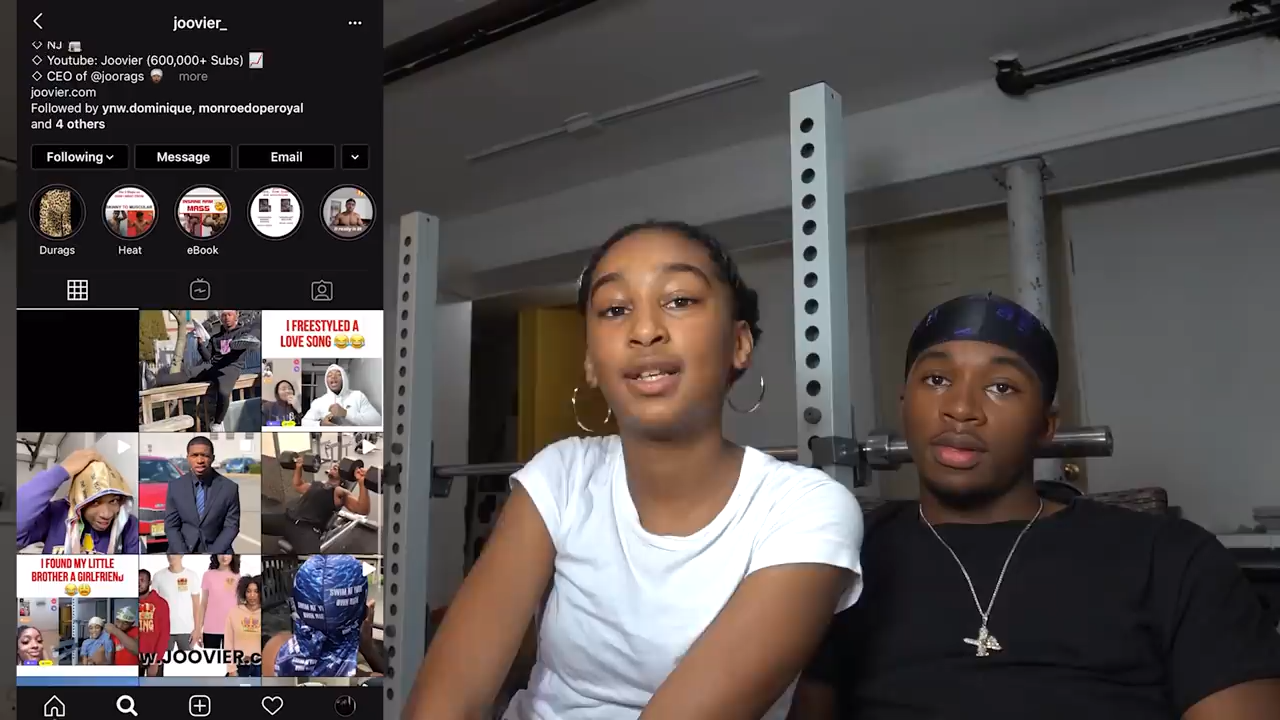 joovier_
◇ NJ
◇ Youtube: Joovier (600,000+ Subs)
◇ CEO of @joorags more
joovier.com
Followed by ynw.dominique, monroedoperoyal
and 4 others
Following Message Email
Durags Heat eBook
I FREESTYLED A
LOVE SONG
I FOUND MY LITTLE
BROTHER A GIRLFRIEND
W.JOOVIER.C